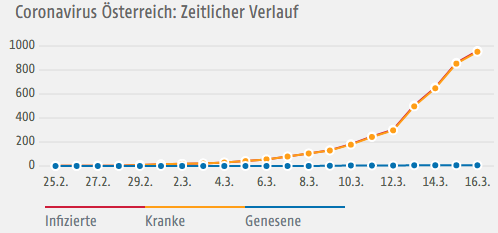 Coronavirus Österreich: Zeitlicher Verlauf
1000
800
600
400
200
0
25.2. 27.2. 29.2. 2.3. 4.3. 6.3. 8.3. 10.3. 12.3. 14.3. 16.3.
Infizierte Kranke Genesene